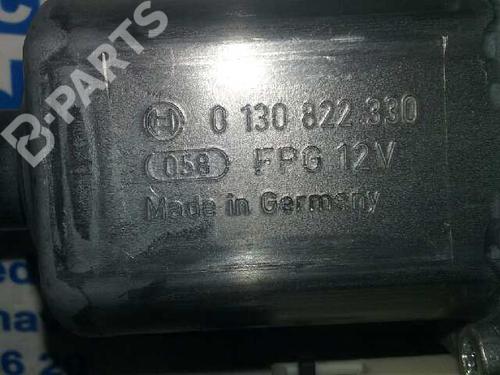 B-PARTS
0 130 822 330
058 FPG 12V
Made in Germany